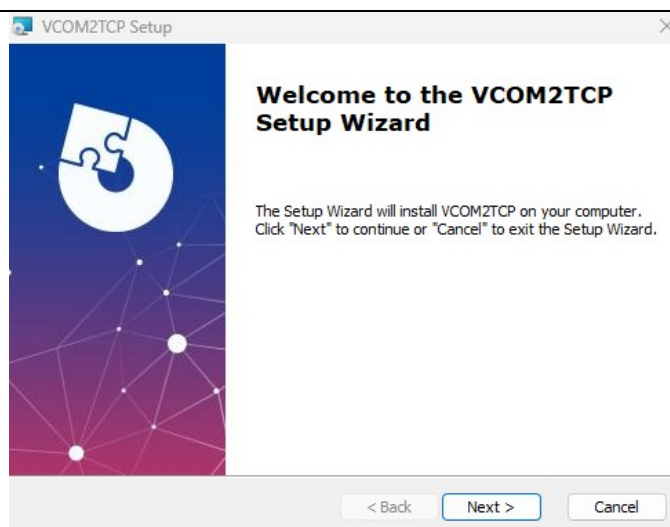 VCOM2TCP Setup
Welcome to the VCOM2TCP
Setup Wizard
The Setup Wizard will install VCOM2TCP on your computer.
Click "Next" to continue or "Cancel" to exit the Setup Wizard.
< Back Next > Cancel